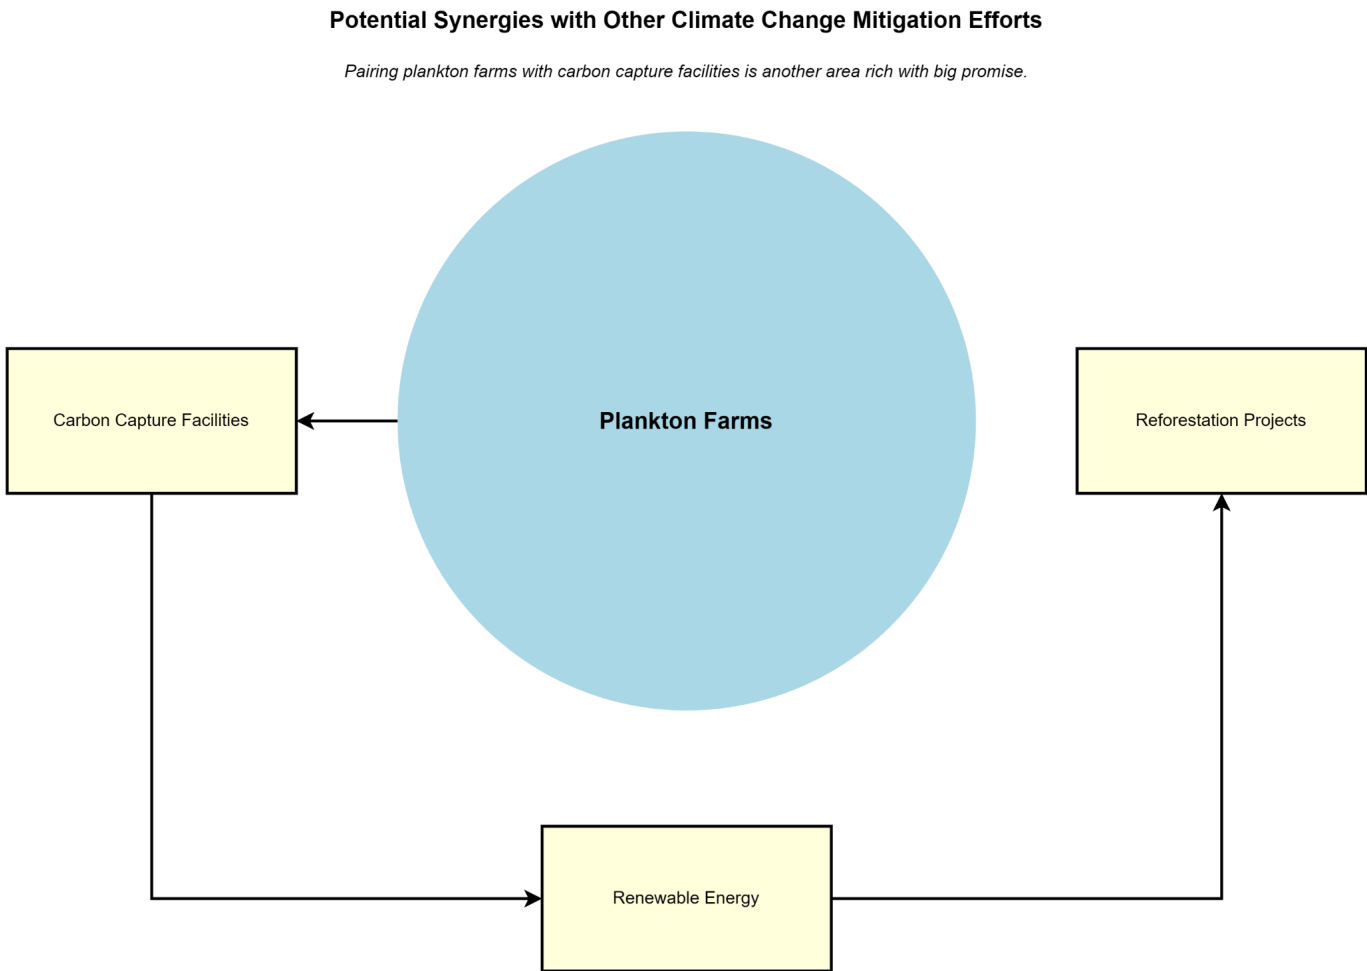 Potential Synergies with Other Climate Change Mitigation Efforts
Pairing plankton farms with carbon capture facilities is another area rich with big promise.
Carbon Capture Facilities
Plankton Farms
Reforestation Projects
Renewable Energy